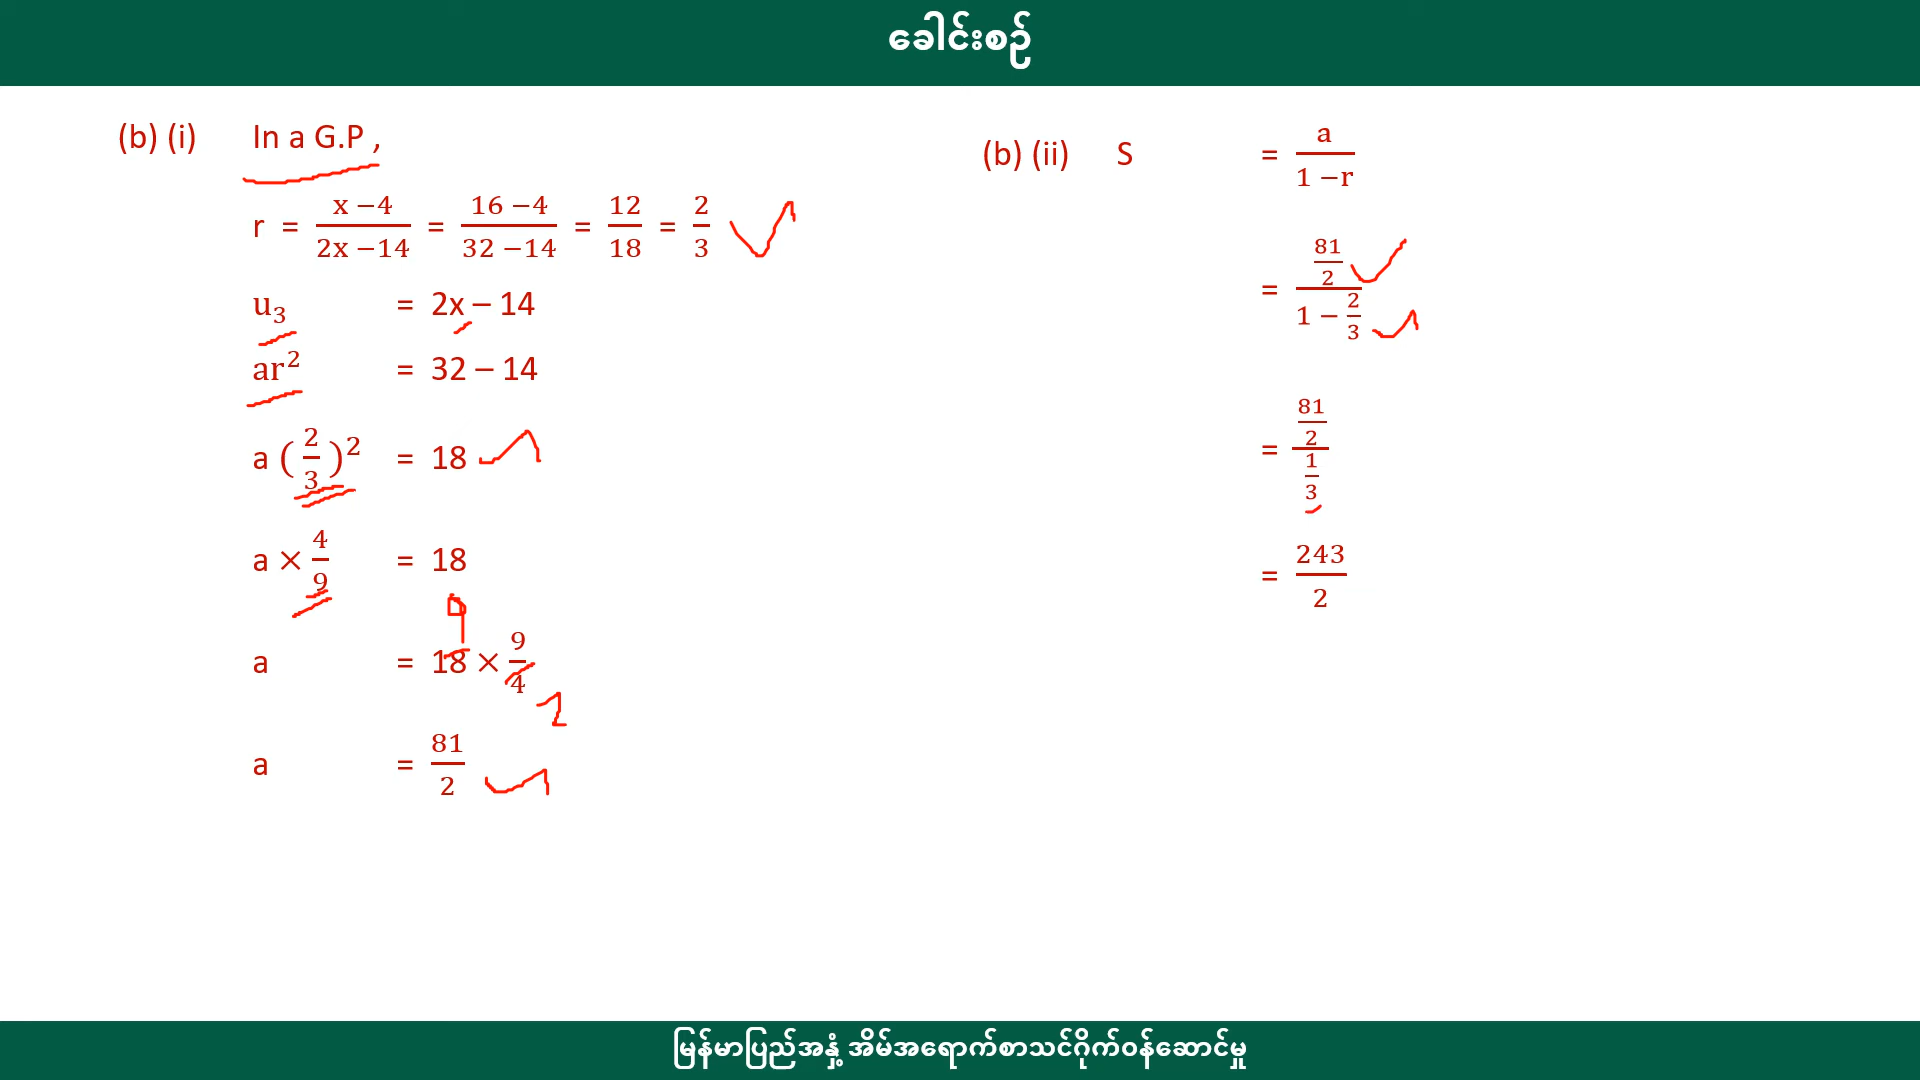 ခေါင်းစဉ်
(b) (i) In a G.P ,
r = x −4 / 2x −14 = 16 −4 / 32 −14 = 12 / 18 = 2 / 3
u₃ = 2x – 14
ar² = 32 – 14
a ( 2 / 3 )² = 18
a × 4 / 9 = 18
9
a = 18 × 9 / 4
2
a = 81 / 2
(b) (ii) S = a / 1 −r
= 81 / 2 / 1 − 2 / 3
= 81 / 2 / 1 / 3
= 243 / 2
မြန်မာပြည်အနှံ့ အိမ်အရောက်စာသင်ဂိုက်ဝန်ဆောင်မှု